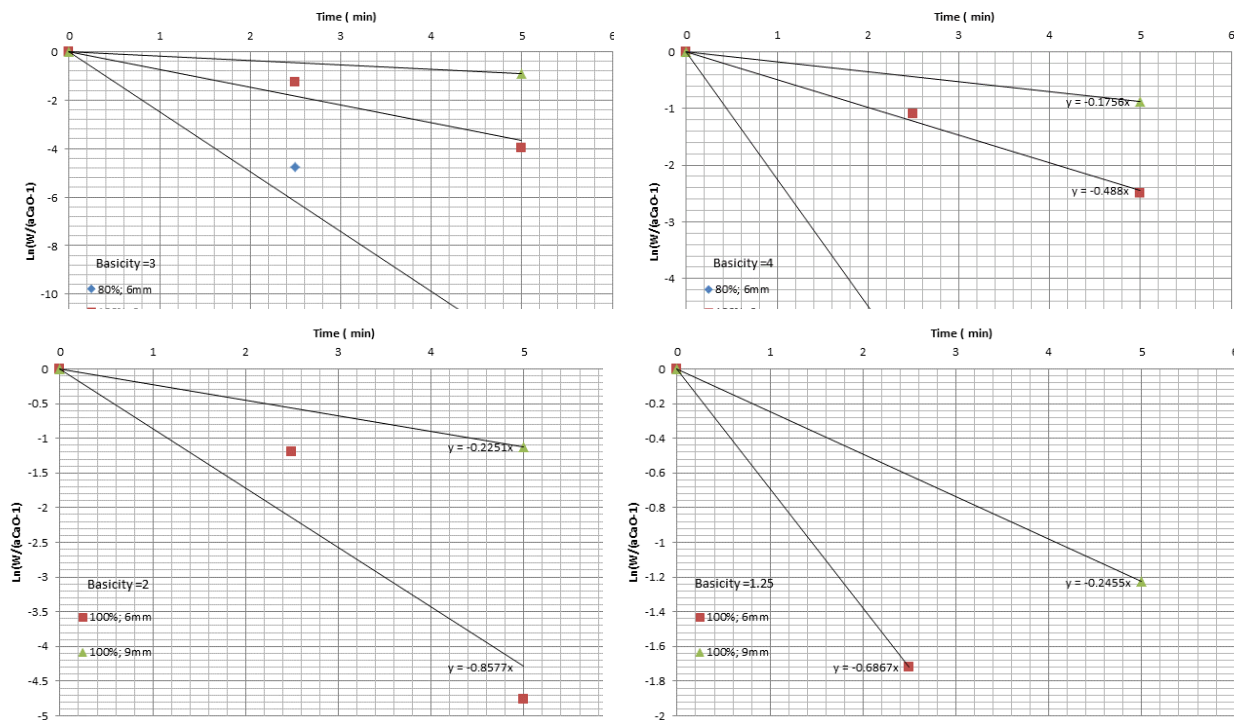 Time ( min)
0 1 2 3 4 5 6
0
-2
-4
-6
-8
-10
Ln(W/(aCaO-1)
Basicity =3
80%; 6mm
Time ( min)
0 1 2 3 4 5 6
0
-1
-2
-3
-4
Ln(W/(aCaO-1)
y = -0.1756x
y = -0.488x
Basicity =4
80%; 6mm
Time ( min)
0 1 2 3 4 5
0
-0.5
-1
-1.5
-2
-2.5
-3
-3.5
-4
-4.5
-5
Ln(W/(aCaO-1)
y = -0.2251x
y = -0.8577x
Basicity =2
100%; 6mm
100%; 9mm
Time ( min)
0 1 2 3 4 5 6
0
-0.2
-0.4
-0.6
-0.8
-1
-1.2
-1.4
-1.6
-1.8
-2
Ln(W/(aCaO-1)
y = -0.2455x
y = -0.6867x
Basicity =1.25
100%; 6mm
100%; 9mm